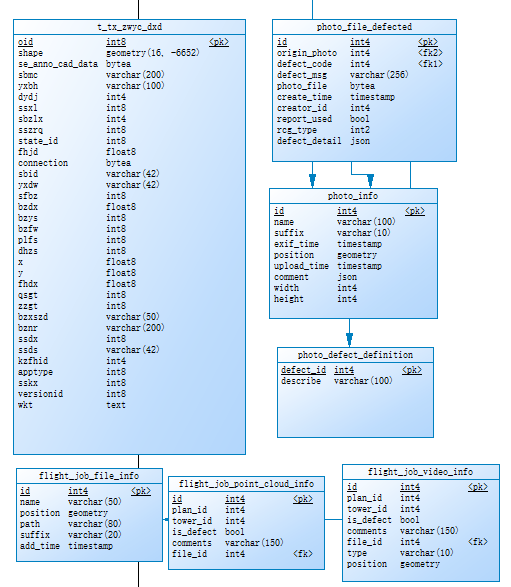 t_tx_zwyc_dxd
oid int8 <pk>
shape geometry(16, -6652)
se_anno_cad_data bytea
sbmc varchar(200)
yxbh varchar(100)
dydj int4
ssxl int8
sbzlx int4
sszrq int8
state_id int8
fhjd float8
connection bytea
sbid varchar(42)
yxdw varchar(42)
sfbz int8
bzdx float8
bzys int8
bzfw int8
plfs int8
dhzs int8
x float8
y float8
fhdx float8
qsgt int8
zzgt int8
bzxszd varchar(50)
bznr varchar(200)
ssdx int8
ssds varchar(42)
kzfhid int4
apptype int8
sskx int8
versionid int8
wkt text
photo_file_defected
id int4 <pk>
origin_photo int4 <fk2>
defect_code int4 <fk1>
defect_msg varchar(256)
photo_file bytea
create_time timestamp
creator_id int4
report_used bool
rcg_type int2
defect_detail json
photo_info
id int4 <pk>
name varchar(100)
suffix varchar(10)
exif_time timestamp
position geometry
upload_time timestamp
comment json
width int4
height int4
photo_defect_definition
defect_id int4 <pk>
describe varchar(100)
flight_job_file_info
id int4 <pk>
name varchar(50)
position geometry
path varchar(80)
suffix varchar(20)
add_time timestamp
flight_job_point_cloud_info
id int4 <pk>
plan_id int4
tower_id int4
is_defect bool
comments varchar(150)
file_id int4 <fk>
flight_job_video_info
id int4 <pk>
plan_id int4
tower_id int4
is_defect bool
comments varchar(150)
file_id int4 <fk>
type varchar(10)
position geometry